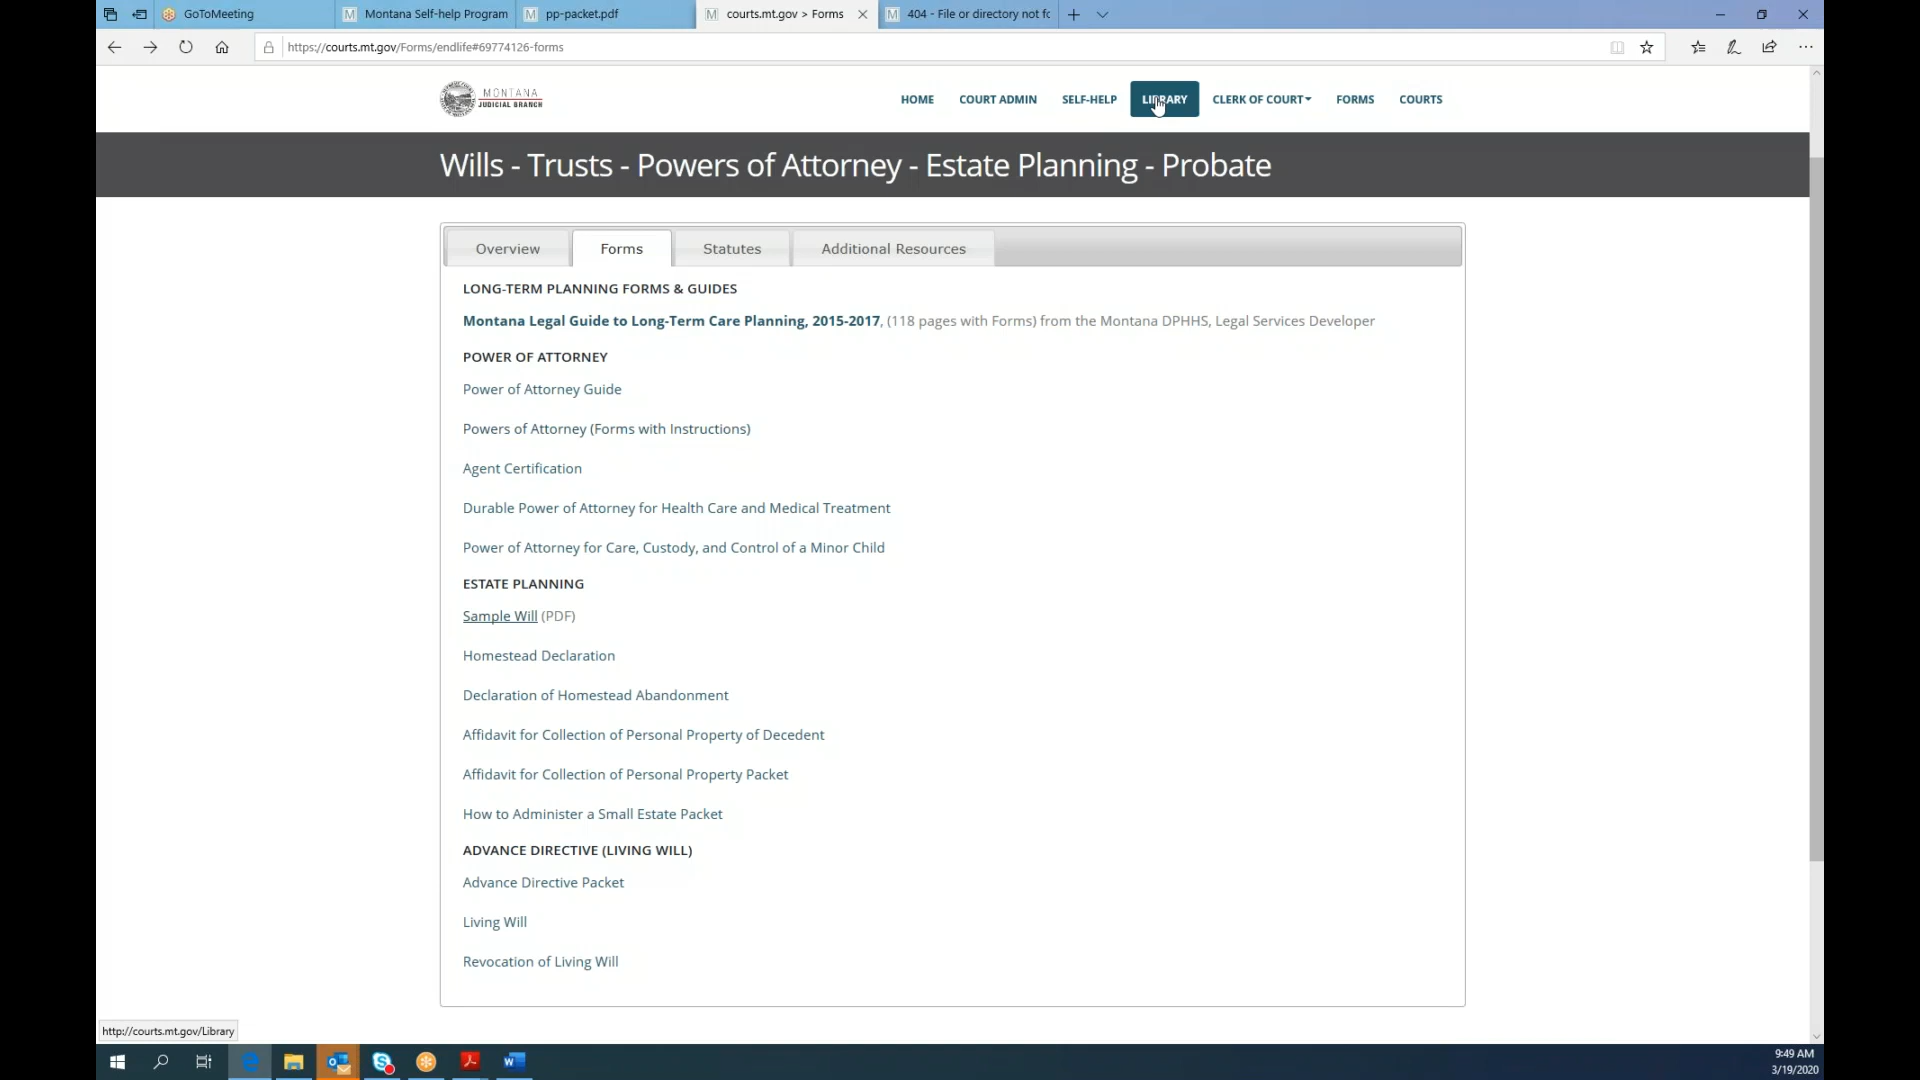 GoToMeeting
Montana Self-help Program
pp-packet.pdf
courts.mt.gov > Forms
404 - File or directory not fo
https://courts.mt.gov/Forms/endlife#69774126-forms
MONTANA
JUDICIAL BRANCH
HOME
COURT ADMIN
SELF-HELP
LIBRARY
CLERK OF COURT
FORMS
COURTS
Wills - Trusts - Powers of Attorney - Estate Planning - Probate
Overview
Forms
Statutes
Additional Resources
LONG-TERM PLANNING FORMS & GUIDES
Montana Legal Guide to Long-Term Care Planning, 2015-2017, (118 pages with Forms) from the Montana DPHHS, Legal Services Developer
POWER OF ATTORNEY
Power of Attorney Guide
Powers of Attorney (Forms with Instructions)
Agent Certification
Durable Power of Attorney for Health Care and Medical Treatment
Power of Attorney for Care, Custody, and Control of a Minor Child
ESTATE PLANNING
Sample Will (PDF)
Homestead Declaration
Declaration of Homestead Abandonment
Affidavit for Collection of Personal Property of Decedent
Affidavit for Collection of Personal Property Packet
How to Administer a Small Estate Packet
ADVANCE DIRECTIVE (LIVING WILL)
Advance Directive Packet
Living Will
Revocation of Living Will
http://courts.mt.gov/Library
9:49 AM
3/19/2020